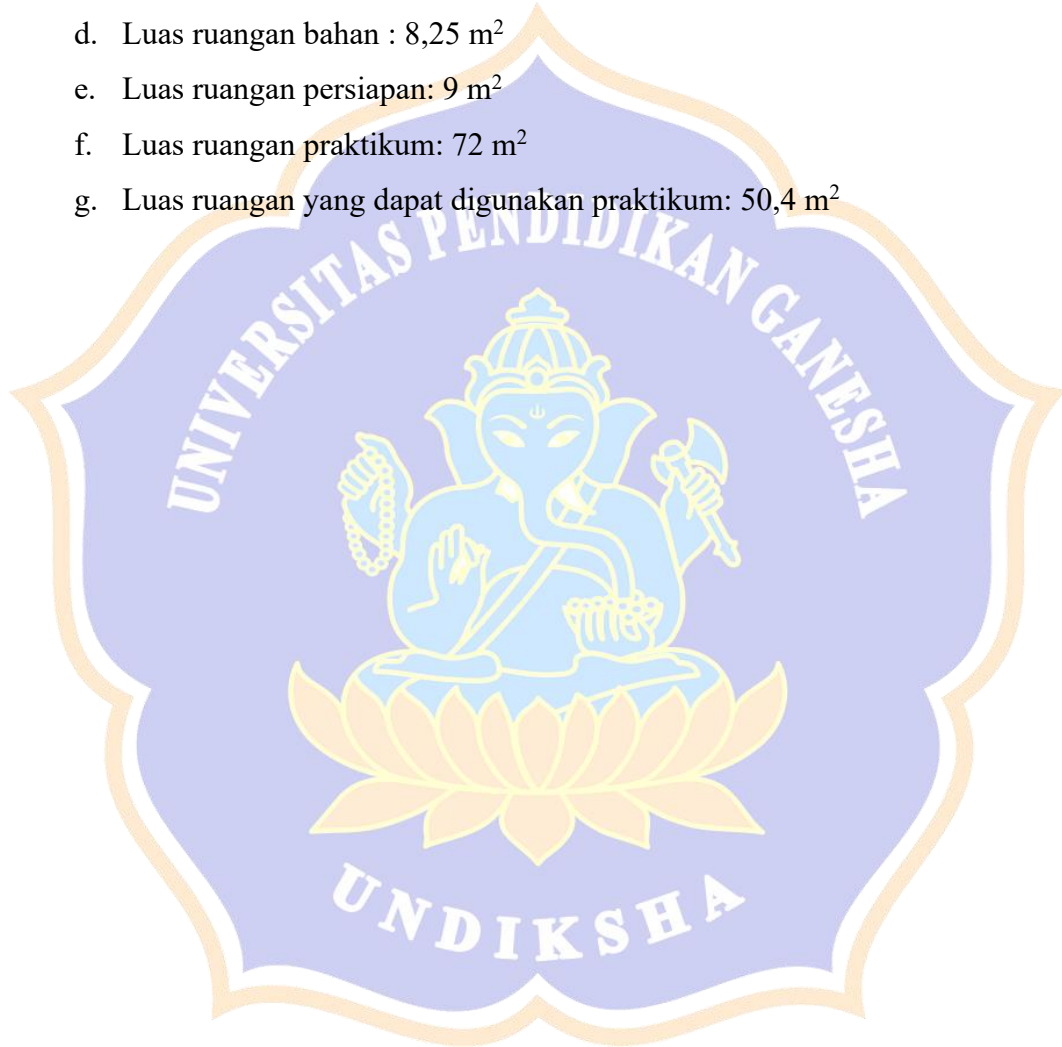 d. Luas ruangan bahan : 8,25 m²
e. Luas ruangan persiapan: 9 m²
f. Luas ruangan praktikum: 72 m²
g. Luas ruangan yang dapat digunakan praktikum: 50,4 m²
UNIVERSITAS PENDIDIKAN GANESHA
UNDIKSHA